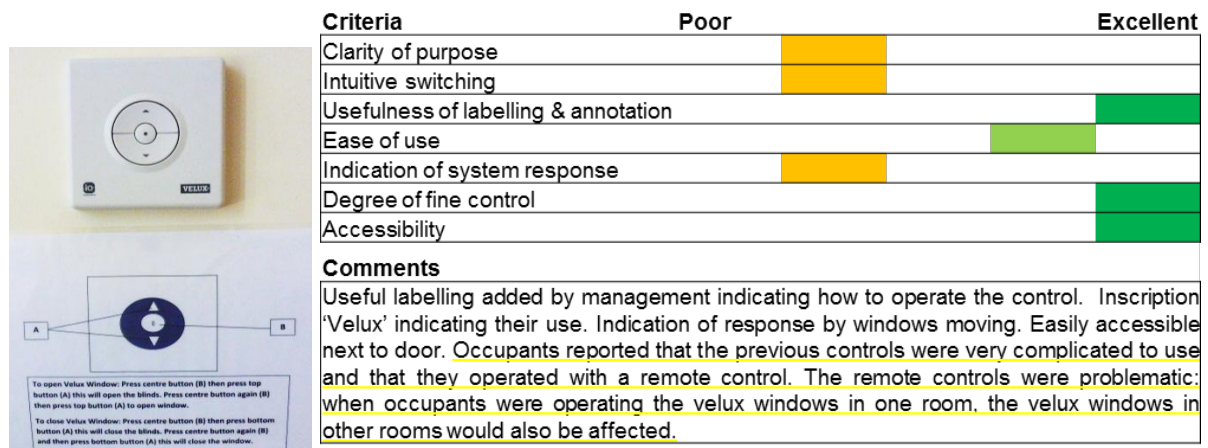 iO
VELUX
A
B
To open Velux Window: Press centre button (B) then press top
button (A) this will open the blinds. Press centre button again (B)
then press top button (A) to open window.
To close Velux Window: Press centre button (B) then press bottom
button (A) this will close the blinds. Press centre button again (B)
and then press bottom button (A) this will close the window.
Criteria Poor Excellent
Clarity of purpose
Intuitive switching
Usefulness of labelling & annotation
Ease of use
Indication of system response
Degree of fine control
Accessibility
Comments
Useful labelling added by management indicating how to operate the control. Inscription
‘Velux’ indicating their use. Indication of response by windows moving. Easily accessible
next to door. Occupants reported that the previous controls were very complicated to use
and that they operated with a remote control. The remote controls were problematic:
when occupants were operating the velux windows in one room, the velux windows in
other rooms would also be affected.